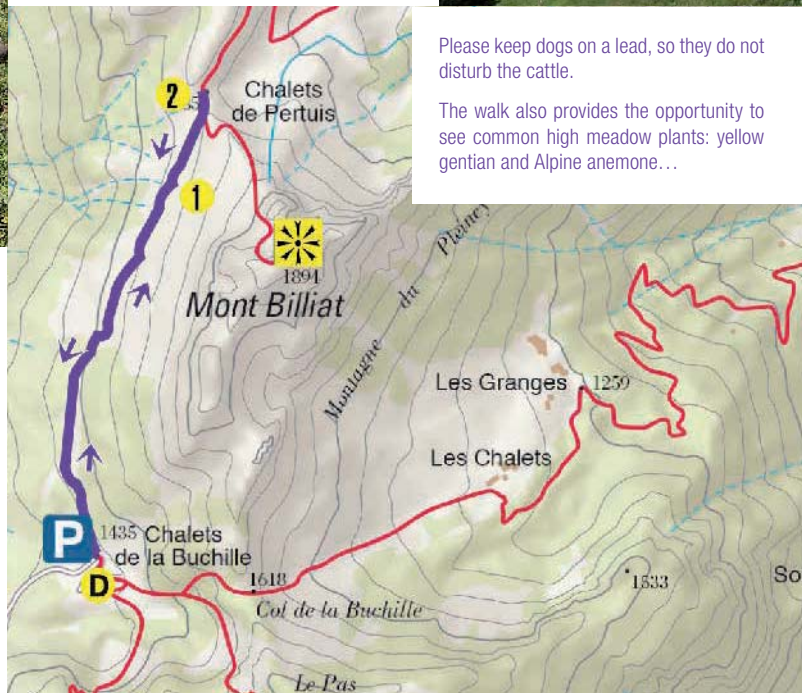 Please keep dogs on a lead, so they do not
disturb the cattle.
The walk also provides the opportunity to
see common high meadow plants: yellow
gentian and Alpine anemone…
2
Chalets
de Pertuis
1
1894
Mont Billiat
Montagne du Pleiney
Les Granges
1259
Les Chalets
P
1435 Chalets
de la Buchille
D
1618
Col de la Buchille
1533
So
Le Pas